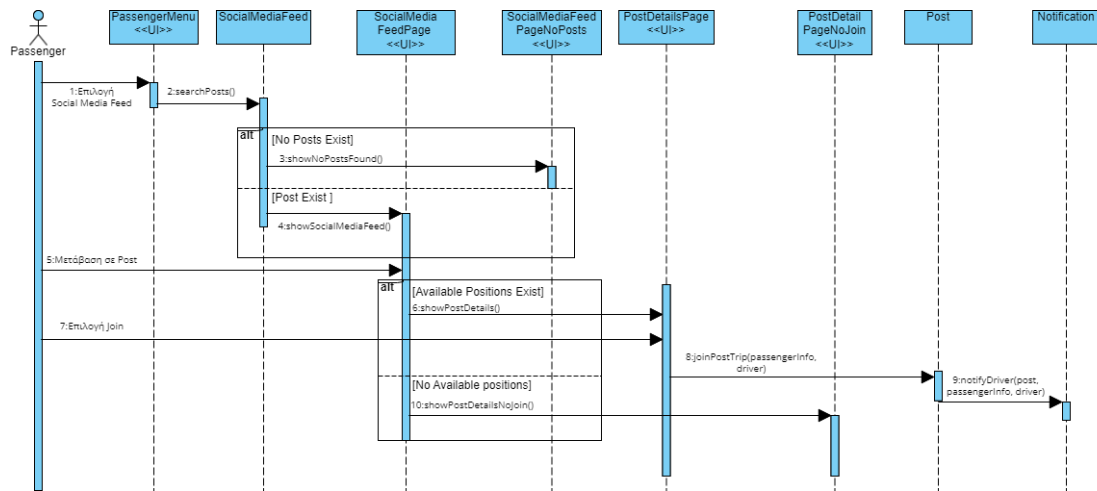 PassengerMenu
<<UI>>
SocialMediaFeed
SocialMedia
FeedPage
<<UI>>
SocialMediaFeed
PageNoPosts
<<UI>>
PostDetailsPage
<<UI>>
PostDetail
PageNoJoin
<<UI>>
Post
Notification
Passenger
1:Επιλογή
Social Media Feed
2:searchPosts()
alt
[No Posts Exist]
3:showNoPostsFound()
[Post Exist ]
4:showSocialMediaFeed()
5:Μετάβαση σε Post
alt
[Available Positions Exist]
6:showPostDetails()
7:Επιλογή Join
8:joinPostTrip(passengerInfo,
driver)
9:notifyDriver(post,
passengerInfo, driver)
[No Available positions]
10:showPostDetailsNoJoin()